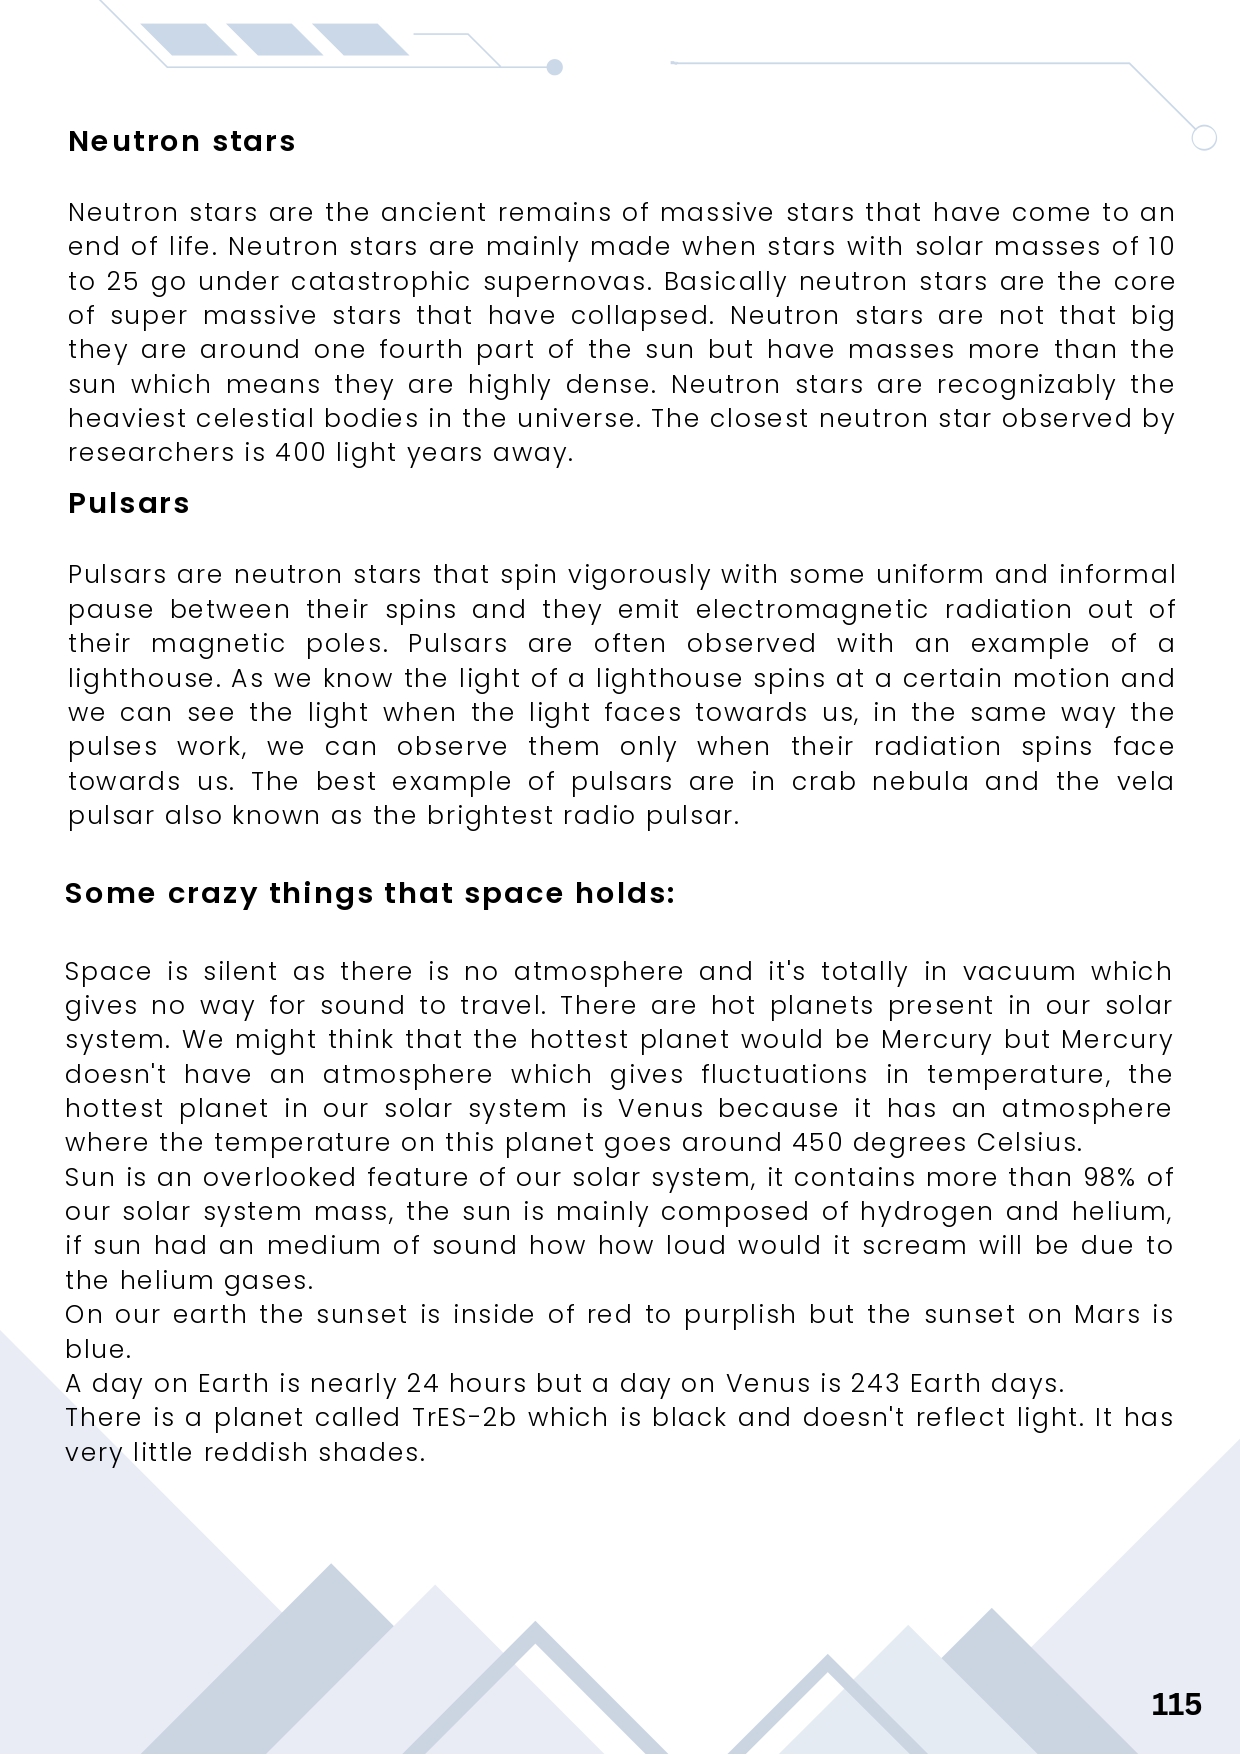 Neutron stars
Neutron stars are the ancient remains of massive stars that have come to an
end of life. Neutron stars are mainly made when stars with solar masses of 10
to 25 go under catastrophic supernovas. Basically neutron stars are the core
of super massive stars that have collapsed. Neutron stars are not that big
they are around one fourth part of the sun but have masses more than the
sun which means they are highly dense. Neutron stars are recognizably the
heaviest celestial bodies in the universe. The closest neutron star observed by
researchers is 400 light years away.
Pulsars
Pulsars are neutron stars that spin vigorously with some uniform and informal
pause between their spins and they emit electromagnetic radiation out of
their magnetic poles. Pulsars are often observed with an example of a
lighthouse. As we know the light of a lighthouse spins at a certain motion and
we can see the light when the light faces towards us, in the same way the
pulses work, we can observe them only when their radiation spins face
towards us. The best example of pulsars are in crab nebula and the vela
pulsar also known as the brightest radio pulsar.
Some crazy things that space holds:
Space is silent as there is no atmosphere and it's totally in vacuum which
gives no way for sound to travel. There are hot planets present in our solar
system. We might think that the hottest planet would be Mercury but Mercury
doesn't have an atmosphere which gives fluctuations in temperature, the
hottest planet in our solar system is Venus because it has an atmosphere
where the temperature on this planet goes around 450 degrees Celsius.
Sun is an overlooked feature of our solar system, it contains more than 98% of
our solar system mass, the sun is mainly composed of hydrogen and helium,
if sun had an medium of sound how how loud would it scream will be due to
the helium gases.
On our earth the sunset is inside of red to purplish but the sunset on Mars is
blue.
A day on Earth is nearly 24 hours but a day on Venus is 243 Earth days.
There is a planet called TrES-2b which is black and doesn't reflect light. It has
very little reddish shades.
115